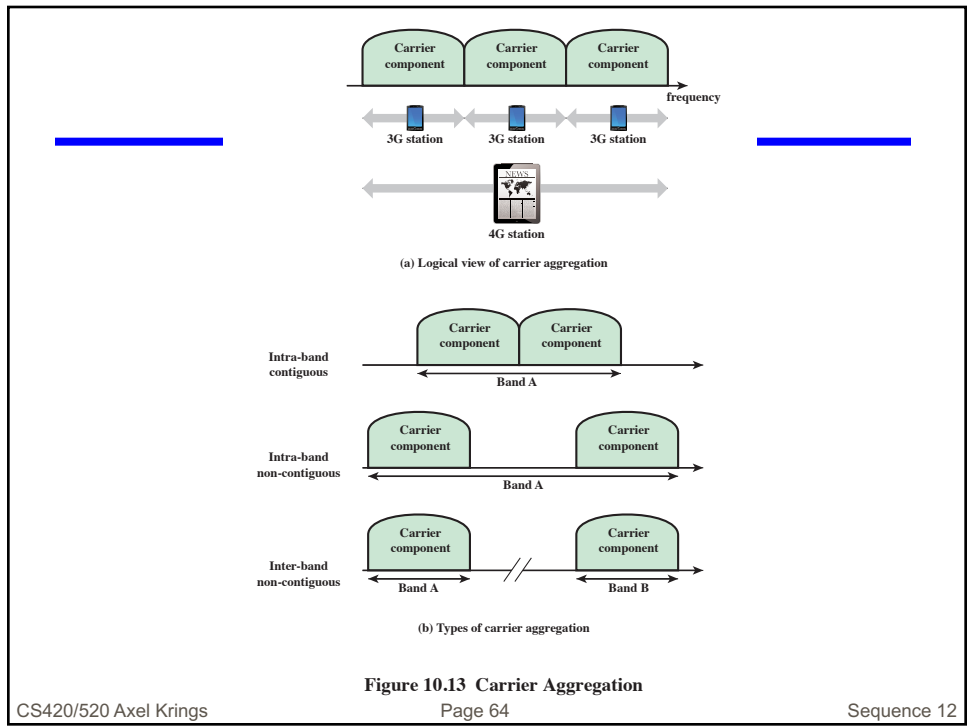 Carrier component Carrier component Carrier component
frequency
3G station 3G station 3G station
NEWS
4G station
(a) Logical view of carrier aggregation
Intra-band contiguous
Carrier component Carrier component
Band A
Intra-band non-contiguous
Carrier component Carrier component
Band A
Inter-band non-contiguous
Carrier component Carrier component
Band A Band B
(b) Types of carrier aggregation
Figure 10.13 Carrier Aggregation
CS420/520 Axel Krings Page 64 Sequence 12